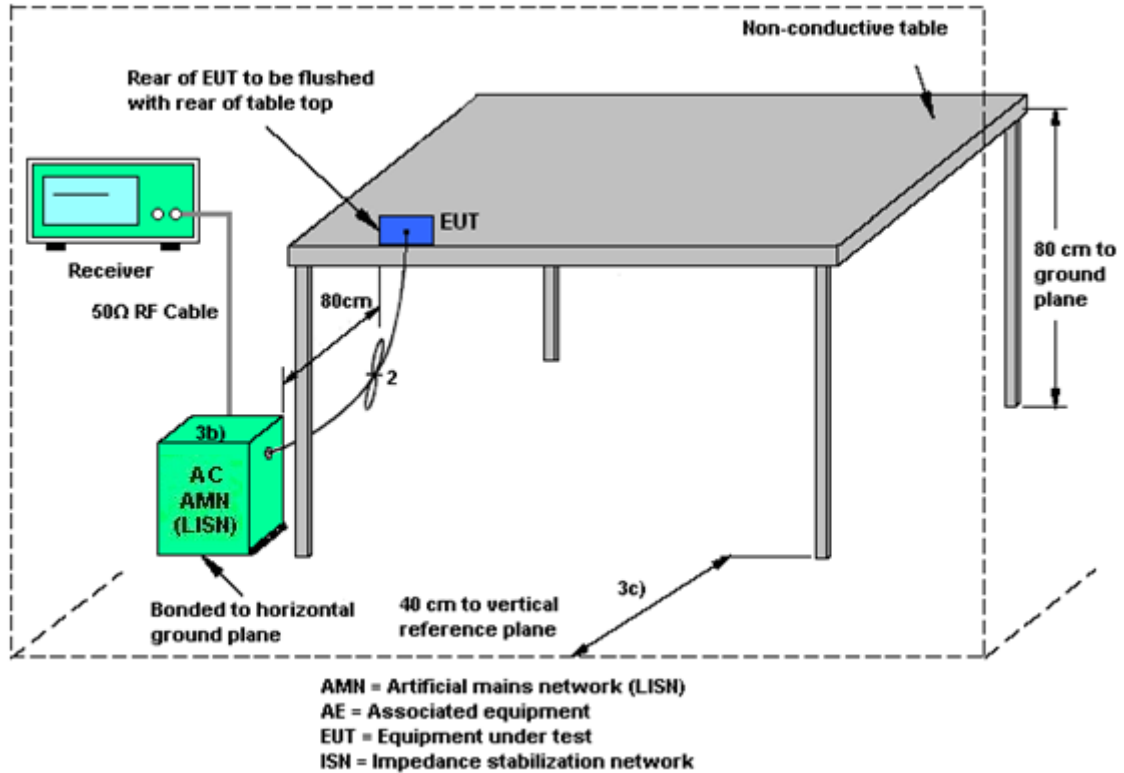 Non-conductive table
Rear of EUT to be flushed
with rear of table top
EUT
Receiver
80cm
80 cm to
ground
plane
50Ω RF Cable
2
3b)
AC
AMN
(LISN)
3c)
Bonded to horizontal
ground plane
40 cm to vertical
reference plane
AMN = Artificial mains network (LISN)
AE = Associated equipment
EUT = Equipment under test
ISN = Impedance stabilization network